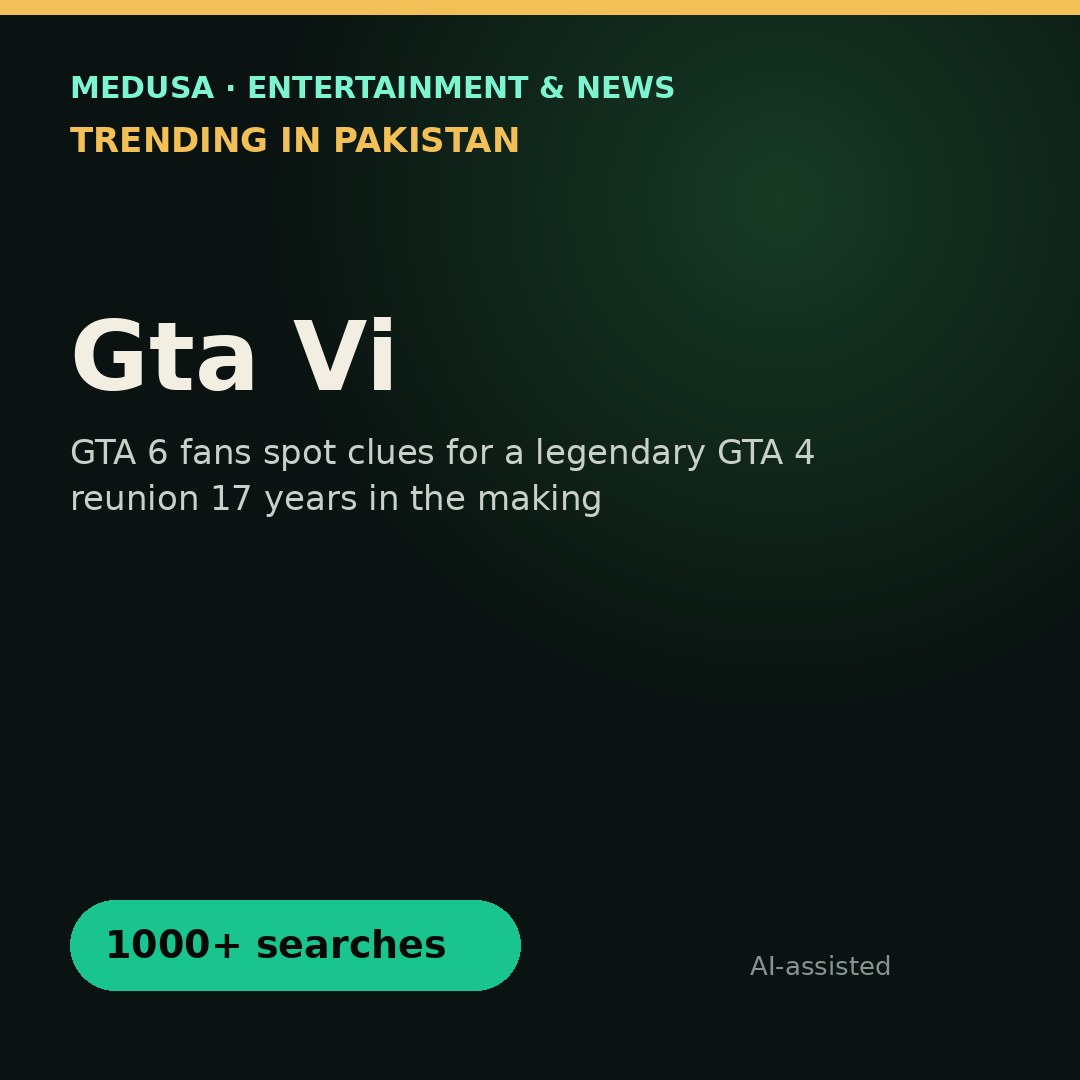 MEDUSA · ENTERTAINMENT & NEWS
TRENDING IN PAKISTAN
Gta Vi
GTA 6 fans spot clues for a legendary GTA 4
reunion 17 years in the making
1000+ searches
AI-assisted